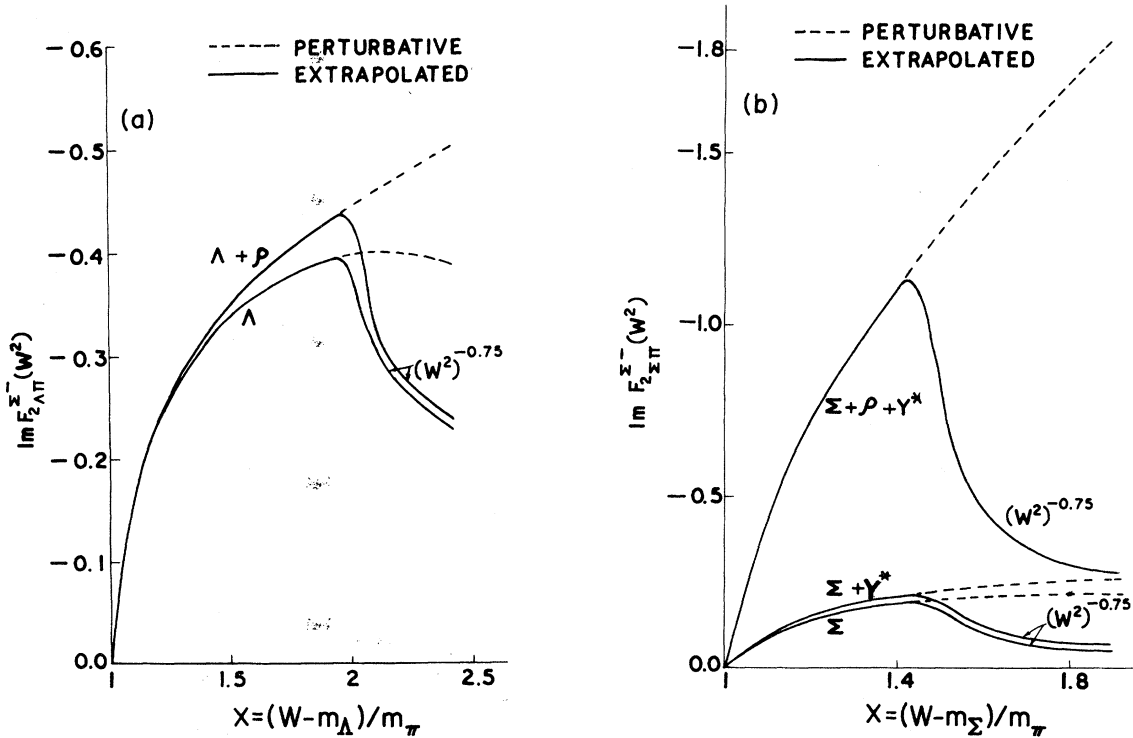 (a)
---- PERTURBATIVE
— EXTRAPOLATED
−0.6
−0.5
−0.4
−0.3
−0.2
−0.1
0.0
Im F₂ΛΠ^Σ⁻(W²)
Λ + ρ
Λ
(W²)^−0.75
1
1.5
2
2.5
X=(W−m_Λ)/m_π
(b)
---- PERTURBATIVE
— EXTRAPOLATED
−1.8
−1.5
−1.0
−0.5
0.0
Im F₂ΣΠ^Σ⁻(W²)
Σ+ρ+Y*
(W²)^−0.75
Σ+Y*
Σ
(W²)^−0.75
1
1.4
1.8
X=(W−m_Σ)/m_π